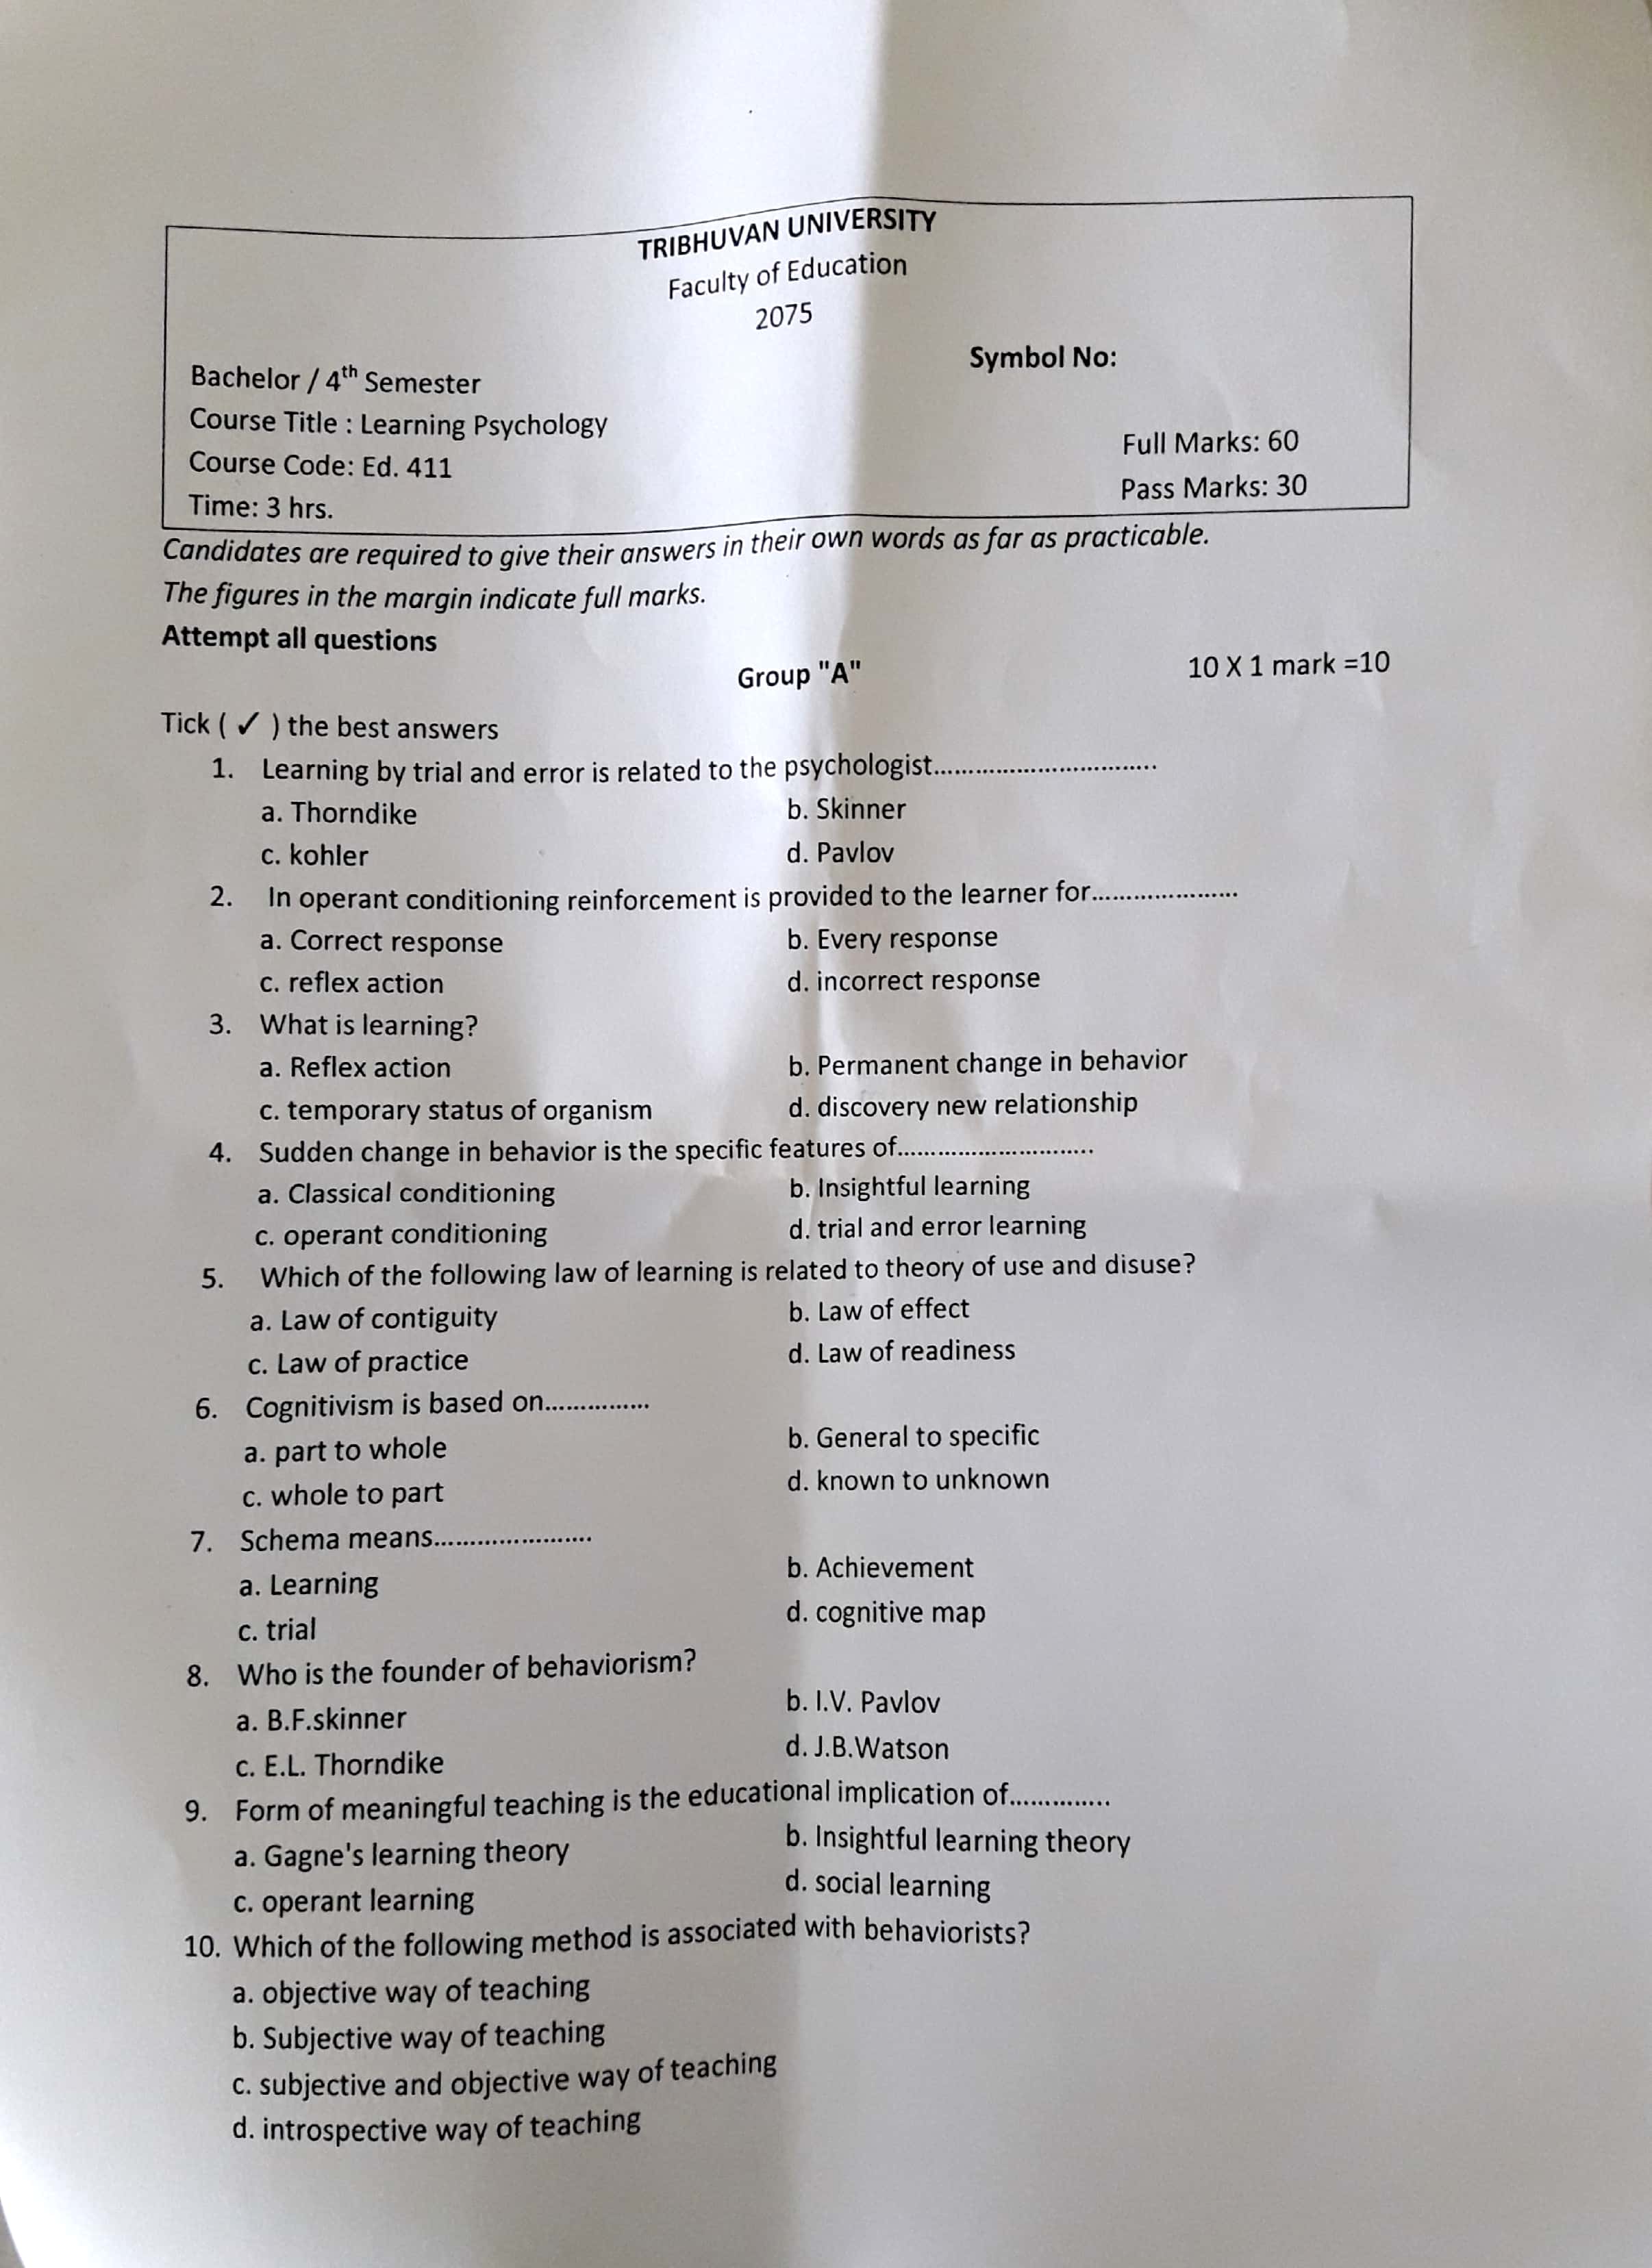 TRIBHUVAN UNIVERSITY
Faculty of Education
2075
Symbol No:
Bachelor / 4th Semester
Course Title : Learning Psychology
Course Code: Ed. 411
Full Marks: 60
Time: 3 hrs.
Pass Marks: 30
Candidates are required to give their answers in their own words as far as practicable.
The figures in the margin indicate full marks.
Attempt all questions
Group "A" 10 X 1 mark =10
Tick ( ✓ ) the best answers
1. Learning by trial and error is related to the psychologist................................
a. Thorndike b. Skinner
c. kohler d. Pavlov
2. In operant conditioning reinforcement is provided to the learner for.....................
a. Correct response b. Every response
c. reflex action d. incorrect response
3. What is learning?
a. Reflex action b. Permanent change in behavior
c. temporary status of organism d. discovery new relationship
4. Sudden change in behavior is the specific features of............................
a. Classical conditioning b. Insightful learning
c. operant conditioning d. trial and error learning
5. Which of the following law of learning is related to theory of use and disuse?
a. Law of contiguity b. Law of effect
c. Law of practice d. Law of readiness
6. Cognitivism is based on...............
a. part to whole b. General to specific
c. whole to part d. known to unknown
7. Schema means......................
a. Learning b. Achievement
c. trial d. cognitive map
8. Who is the founder of behaviorism?
a. B.F.skinner b. I.V. Pavlov
c. E.L. Thorndike d. J.B.Watson
9. Form of meaningful teaching is the educational implication of..............
a. Gagne's learning theory b. Insightful learning theory
c. operant learning d. social learning
10. Which of the following method is associated with behaviorists?
a. objective way of teaching
b. Subjective way of teaching
c. subjective and objective way of teaching
d. introspective way of teaching